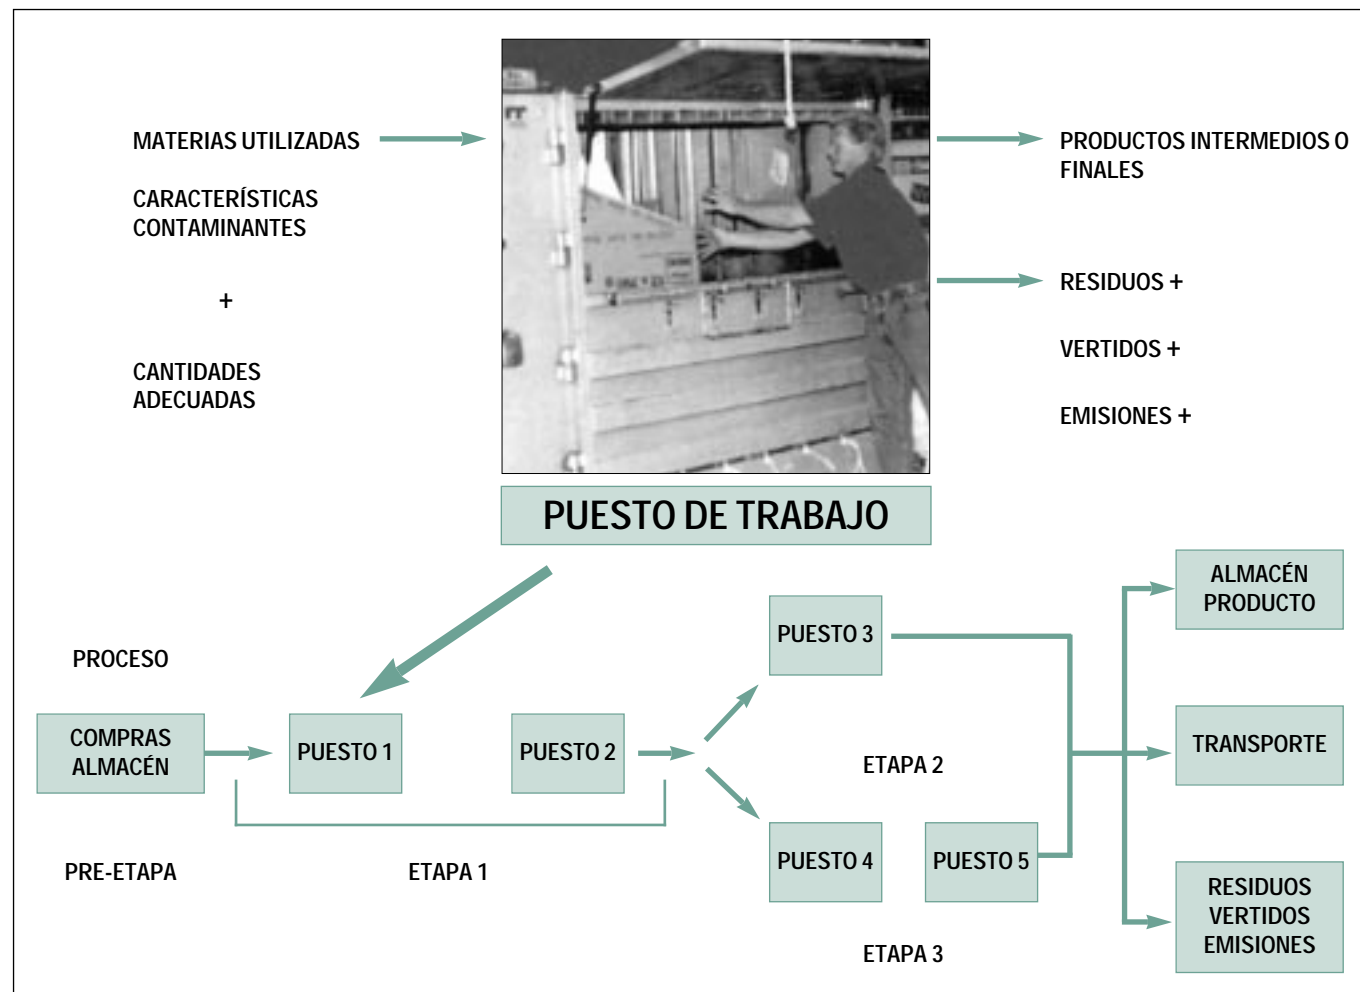 MATERIAS UTILIZADAS
CARACTERÍSTICAS
CONTAMINANTES
+
CANTIDADES
ADECUADAS
PRODUCTOS INTERMEDIOS O
FINALES
RESIDUOS +
VERTIDOS +
EMISIONES +
PUESTO DE TRABAJO
PROCESO
COMPRAS
ALMACÉN
PUESTO 1
PUESTO 2
PUESTO 3
ETAPA 2
PUESTO 4
PUESTO 5
PRE-ETAPA
ETAPA 1
ETAPA 3
ALMACÉN
PRODUCTO
TRANSPORTE
RESIDUOS
VERTIDOS
EMISIONES